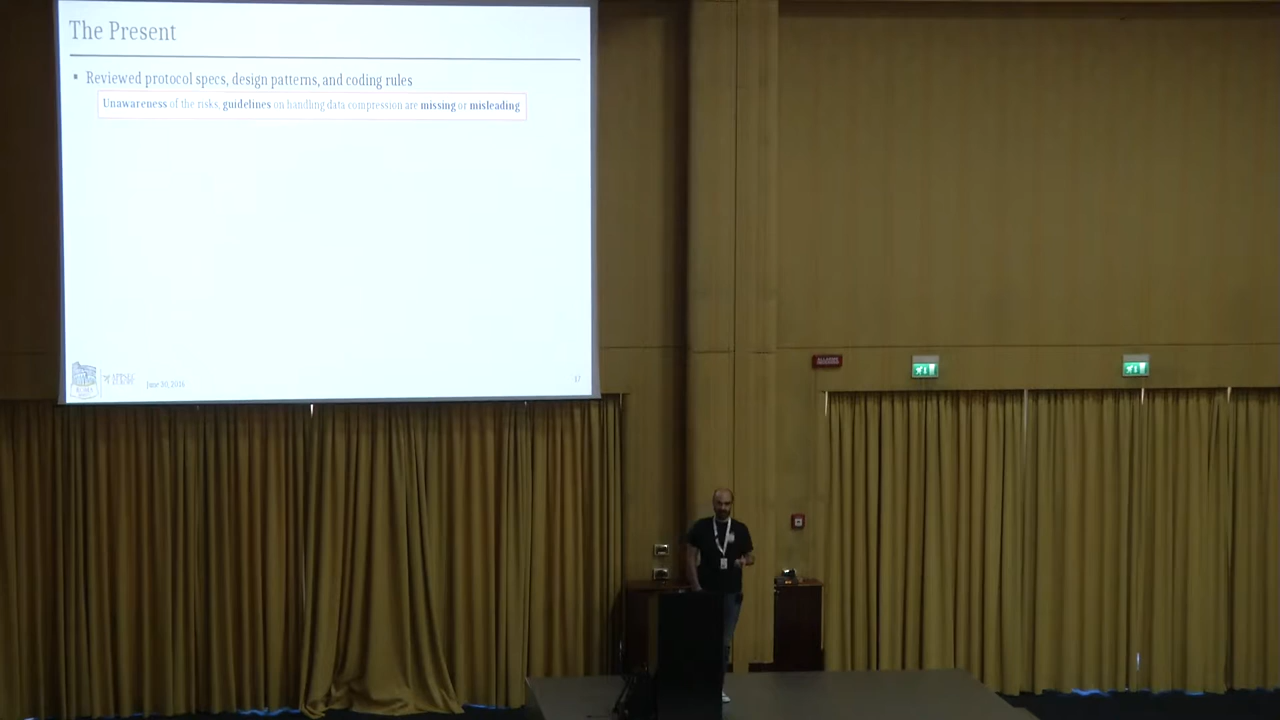 The Present
▪ Reviewed protocol specs, design patterns, and coding rules
Unawareness of the risks, guidelines on handling data compression are missing or misleading
June 30, 2016
17